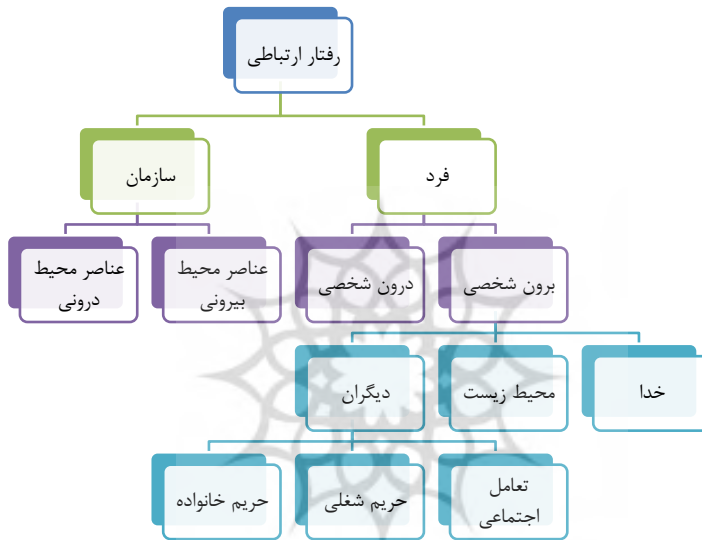 رفتار ارتباطی
فرد
سازمان
برون شخصی
درون شخصی
عناصر محیط
بیرونی
عناصر محیط
درونی
خدا
محیط زیست
دیگران
تعامل
اجتماعی
حریم شغلی
حریم خانواده